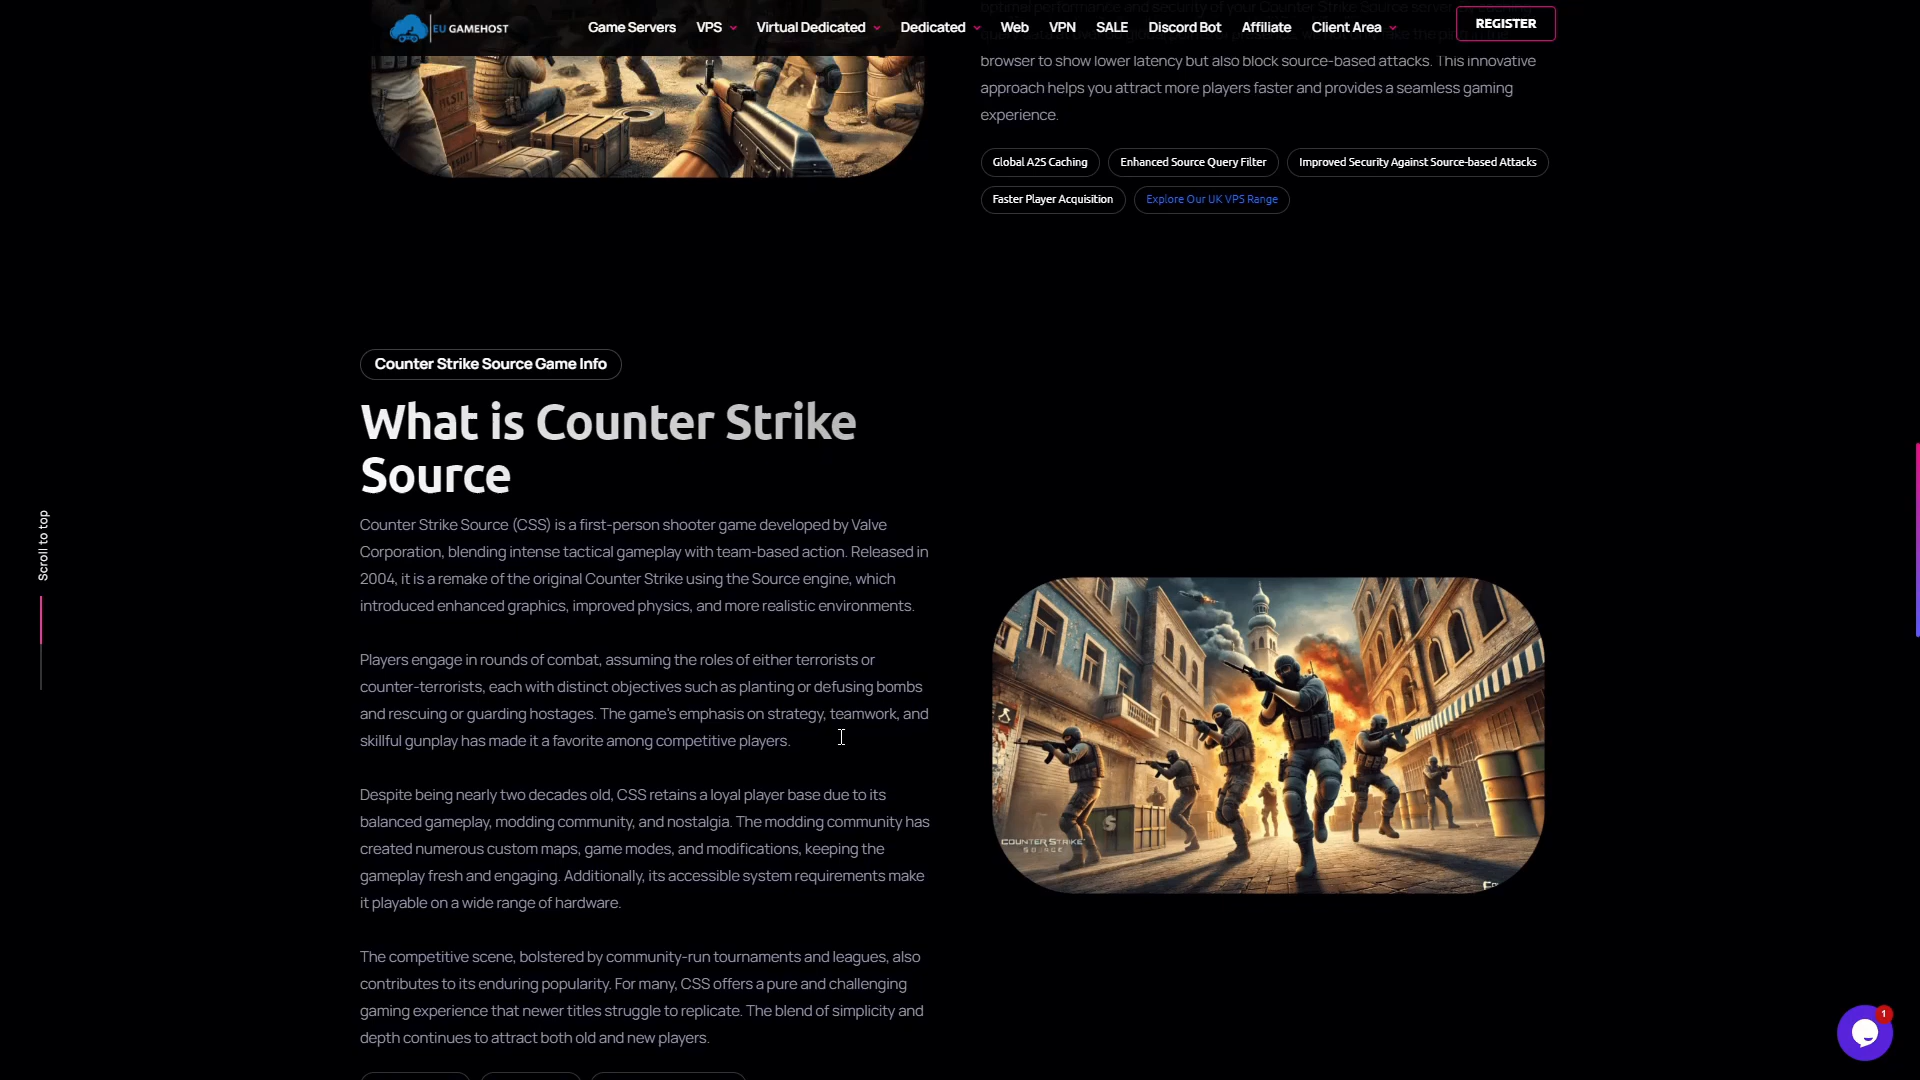 EU GAMEHOST
Game Servers
VPS
Virtual Dedicated
Dedicated
Web
VPN
SALE
Discord Bot
Affiliate
Client Area
REGISTER
browser to show lower latency but also block source-based attacks. This innovative
approach helps you attract more players faster and provides a seamless gaming
experience.
Global A2S Caching
Enhanced Source Query Filter
Improved Security Against Source-based Attacks
Faster Player Acquisition
Explore Our UK VPS Range
Counter Strike Source Game Info
What is Counter Strike
Source
Counter Strike Source (CSS) is a first-person shooter game developed by Valve
Corporation, blending intense tactical gameplay with team-based action. Released in
2004, it is a remake of the original Counter Strike using the Source engine, which
introduced enhanced graphics, improved physics, and more realistic environments.
Players engage in rounds of combat, assuming the roles of either terrorists or
counter-terrorists, each with distinct objectives such as planting or defusing bombs
and rescuing or guarding hostages. The game's emphasis on strategy, teamwork, and
skillful gunplay has made it a favorite among competitive players.
Despite being nearly two decades old, CSS retains a loyal player base due to its
balanced gameplay, modding community, and nostalgia. The modding community has
created numerous custom maps, game modes, and modifications, keeping the
gameplay fresh and engaging. Additionally, its accessible system requirements make
it playable on a wide range of hardware.
The competitive scene, bolstered by community-run tournaments and leagues, also
contributes to its enduring popularity. For many, CSS offers a pure and challenging
gaming experience that newer titles struggle to replicate. The blend of simplicity and
depth continues to attract both old and new players.
COUNTER STRIKE
SOURCE
Scroll to top
1